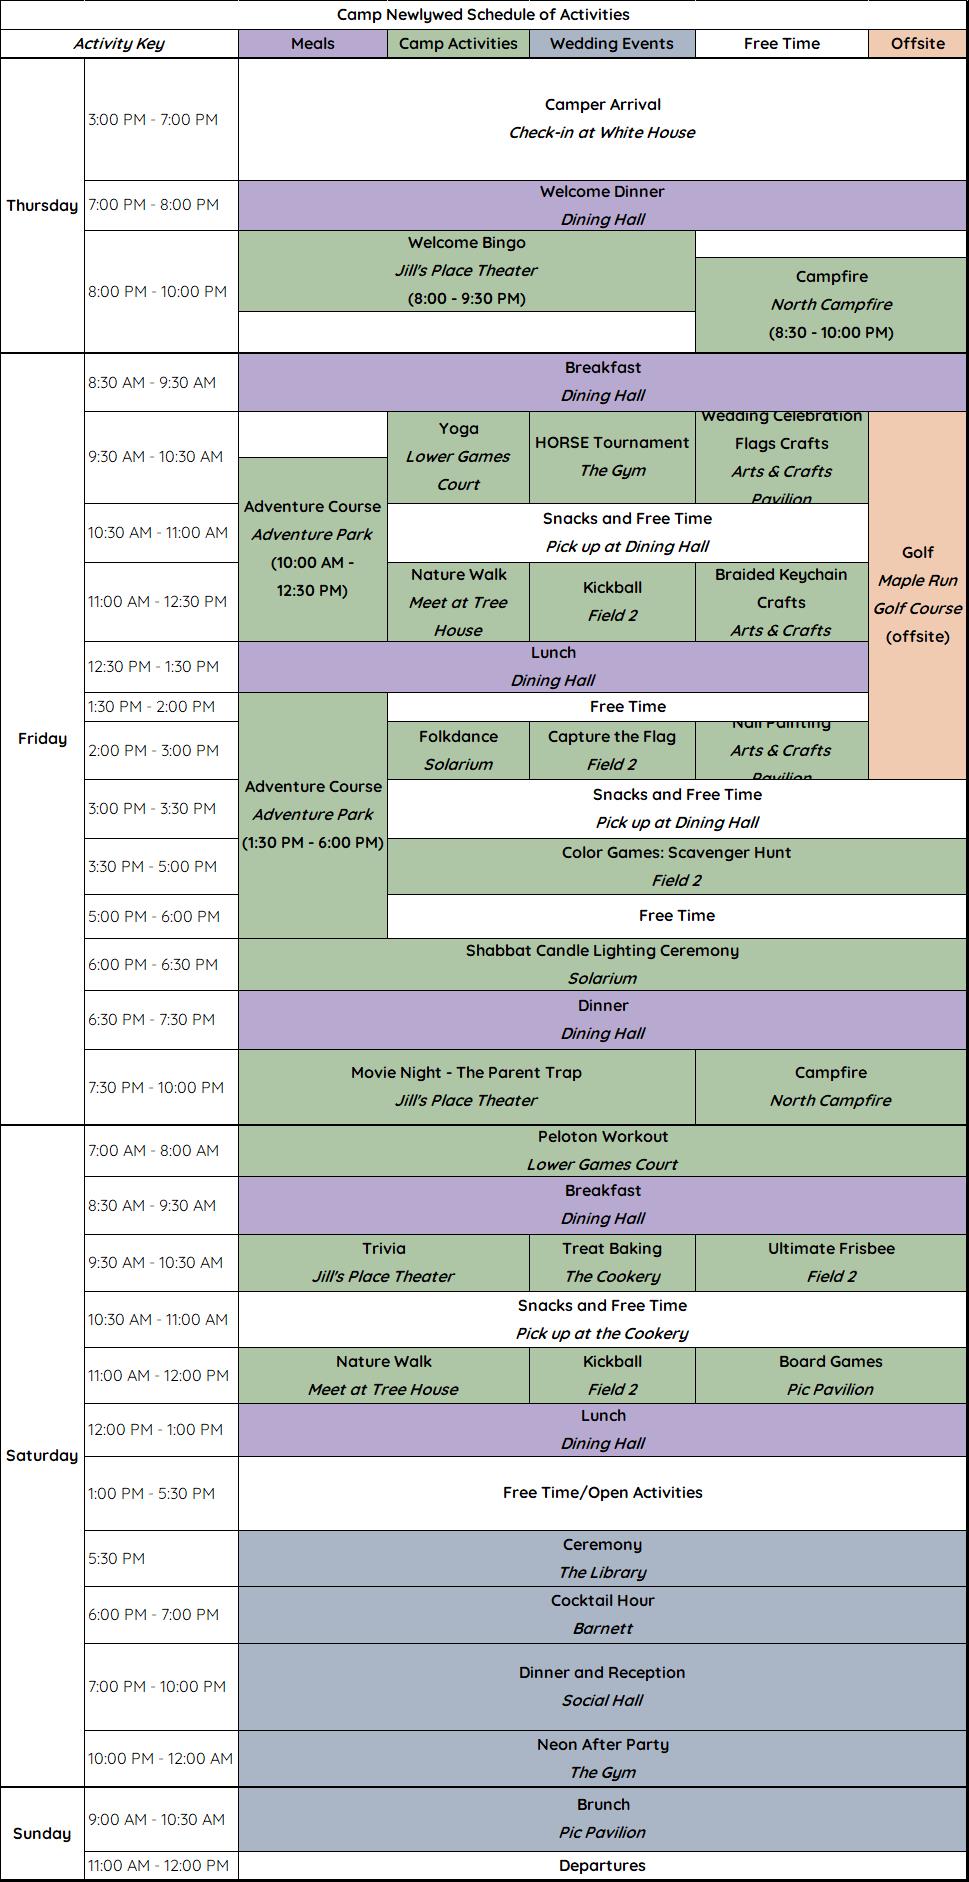 Camp Newlywed Schedule of Activities
Activity Key
Meals
Camp Activities
Wedding Events
Free Time
Offsite
Thursday
3:00 PM - 7:00 PM
Camper Arrival
Check-in at White House
7:00 PM - 8:00 PM
Welcome Dinner
Dining Hall
8:00 PM - 10:00 PM
Welcome Bingo
Jill's Place Theater
(8:00 - 9:30 PM)
Campfire
North Campfire
(8:30 - 10:00 PM)
Friday
8:30 AM - 9:30 AM
Breakfast
Dining Hall
9:30 AM - 10:30 AM
Adventure Course
Adventure Park
(10:00 AM -
12:30 PM)
Yoga
Lower Games
Court
HORSE Tournament
The Gym
Wedding Celebration
Flags Crafts
Arts & Crafts
Pavilion
Golf
Maple Run
Golf Course
(offsite)
10:30 AM - 11:00 AM
Snacks and Free Time
Pick up at Dining Hall
11:00 AM - 12:30 PM
Nature Walk
Meet at Tree
House
Kickball
Field 2
Braided Keychain
Crafts
Arts & Crafts
12:30 PM - 1:30 PM
Lunch
Dining Hall
1:30 PM - 2:00 PM
Adventure Course
Adventure Park
(1:30 PM - 6:00 PM)
Free Time
2:00 PM - 3:00 PM
Folkdance
Solarium
Capture the Flag
Field 2
Nail Painting
Arts & Crafts
Pavilion
3:00 PM - 3:30 PM
Snacks and Free Time
Pick up at Dining Hall
3:30 PM - 5:00 PM
Color Games: Scavenger Hunt
Field 2
5:00 PM - 6:00 PM
Free Time
6:00 PM - 6:30 PM
Shabbat Candle Lighting Ceremony
Solarium
6:30 PM - 7:30 PM
Dinner
Dining Hall
7:30 PM - 10:00 PM
Movie Night - The Parent Trap
Jill's Place Theater
Campfire
North Campfire
Saturday
7:00 AM - 8:00 AM
Peloton Workout
Lower Games Court
8:30 AM - 9:30 AM
Breakfast
Dining Hall
9:30 AM - 10:30 AM
Trivia
Jill's Place Theater
Treat Baking
The Cookery
Ultimate Frisbee
Field 2
10:30 AM - 11:00 AM
Snacks and Free Time
Pick up at the Cookery
11:00 AM - 12:00 PM
Nature Walk
Meet at Tree House
Kickball
Field 2
Board Games
Pic Pavilion
12:00 PM - 1:00 PM
Lunch
Dining Hall
1:00 PM - 5:30 PM
Free Time/Open Activities
5:30 PM
Ceremony
The Library
6:00 PM - 7:00 PM
Cocktail Hour
Barnett
7:00 PM - 10:00 PM
Dinner and Reception
Social Hall
10:00 PM - 12:00 AM
Neon After Party
The Gym
Sunday
9:00 AM - 10:30 AM
Brunch
Pic Pavilion
11:00 AM - 12:00 PM
Departures